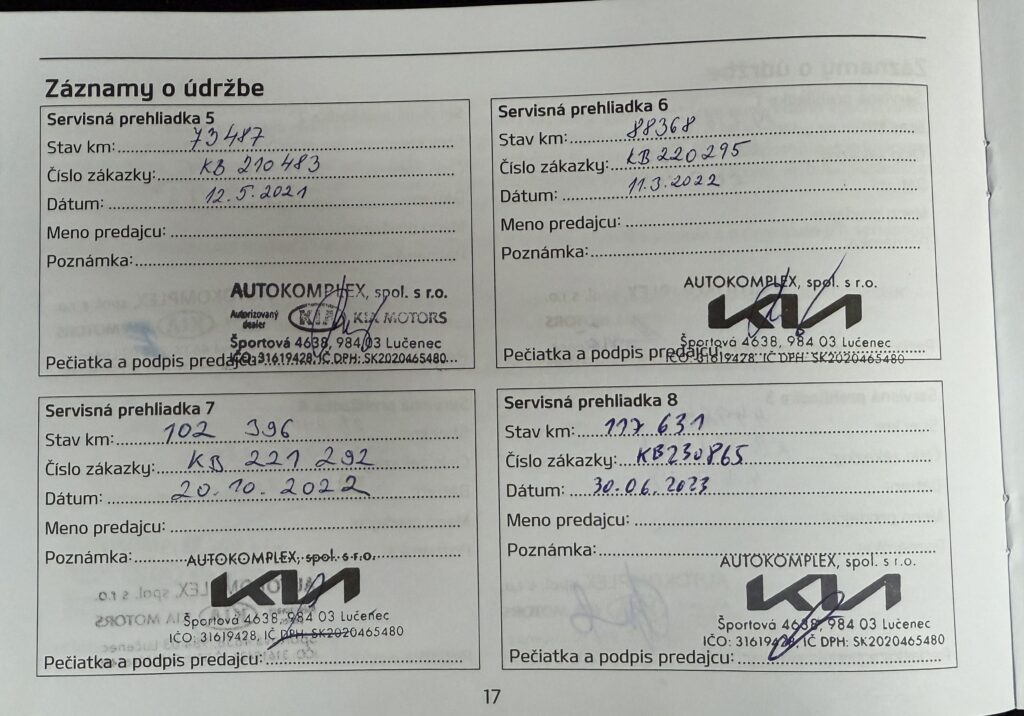 Záznamy o údržbe
Servisná prehliadka 5
Stav km: 73487
Číslo zákazky: KB 210483
Dátum: 12.5.2021
Meno predajcu:
Poznámka:
AUTOKOMPLEX, spol. s r.o.
Autorizovaný dealer KIA KIA MOTORS
Športová 4638, 984 03 Lučenec
IČO: 31619428, IČ DPH: SK2020465480
Pečiatka a podpis predajcu:
Servisná prehliadka 6
Stav km: 88368
Číslo zákazky: KB 220295
Dátum: 11.3.2022
Meno predajcu:
Poznámka:
AUTOKOMPLEX, spol. s r.o.
KIA
Športová 4638, 984 03 Lučenec
IČO: 31619428, IČ DPH: SK2020465480
Pečiatka a podpis predajcu:
Servisná prehliadka 7
Stav km: 102 396
Číslo zákazky: KB 221 292
Dátum: 20.10.2022
Meno predajcu:
Poznámka:
AUTOKOMPLEX, spol. s r.o.
KIA
Športová 4638, 984 03 Lučenec
IČO: 31619428, IČ DPH: SK2020465480
Pečiatka a podpis predajcu:
Servisná prehliadka 8
Stav km: 117 631
Číslo zákazky: KB230865
Dátum: 30.06.2023
Meno predajcu:
Poznámka:
AUTOKOMPLEX, spol. s r.o.
KIA
Športová 4638, 984 03 Lučenec
IČO: 31619428, IČ DPH: SK2020465480
Pečiatka a podpis predajcu:
17